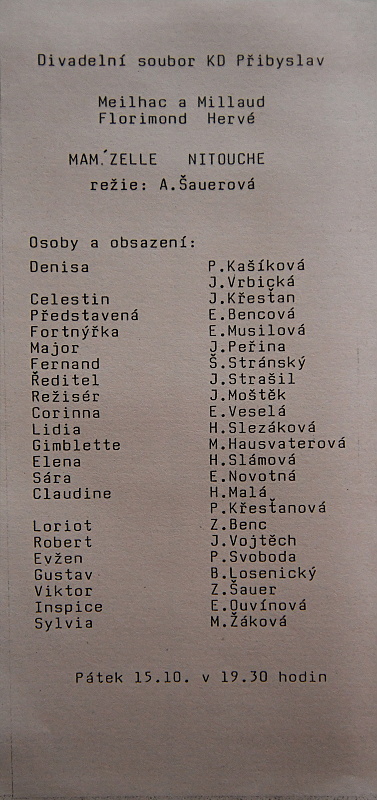 Divadelní soubor KD Přibyslav
Meilhac a Millaud
Florimond Hervé
MAM.´ZELLE NITOUCHE
režie: A.Šauerová
Osoby a obsazení:
Denisa P.Kašíková
J.Vrbická
Celestin J.Křesťan
Představená E.Bencová
Fortnýřka E.Musilová
Major J.Peřina
Fernand Š.Stránský
Ředitel J.Strašil
Režisér J.Moštěk
Corinna E.Veselá
Lidia H.Slezáková
Gimblette M.Hausvaterová
Elena H.Slámová
Sára E.Novotná
Claudine H.Malá
P.Křesťanová
Loriot Z.Benc
Robert J.Vojtěch
Evžen P.Svoboda
Gustav B.Losenický
Viktor Z.Šauer
Inspice E.Ouvínová
Sylvia M.Žáková
Pátek 15.10. v 19.30 hodin